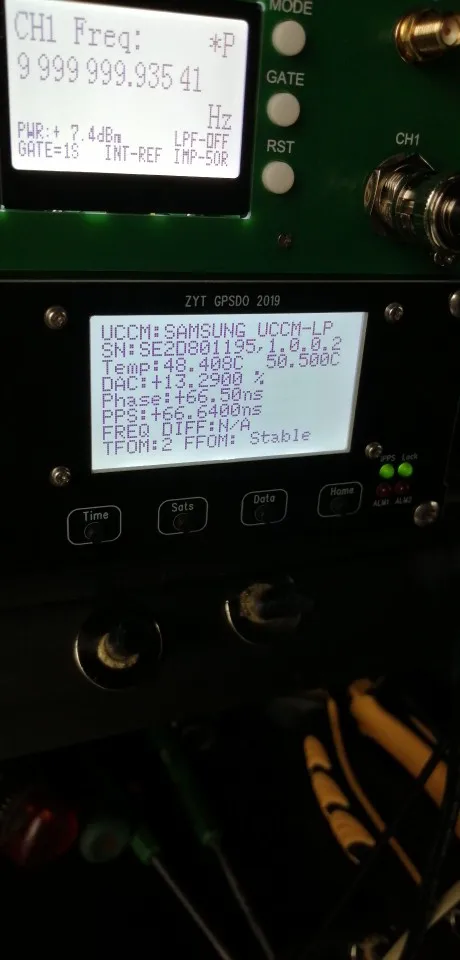 MODE
CH1 Freq: *P
9 999 999.935 41
Hz
GATE
PWR:+ 7.4dBm LPF-OFF
GATE=1S INT-REF IMP-50R
RST
CH1
ZYT GPSDO 2019
UCCM:SAMSUNG UCCM-LP
SN:SE2D801195,1.0.0.2
Temp:48.408C 50.500C
DAC:+13.2900 %
Phase:+66.50ns
PPS:+66.6400ns
FREQ DIFF:N/A
TFOM:2 FFOM: Stable
1PPS Lock
ALM1 ALM2
Time Sats Data Home